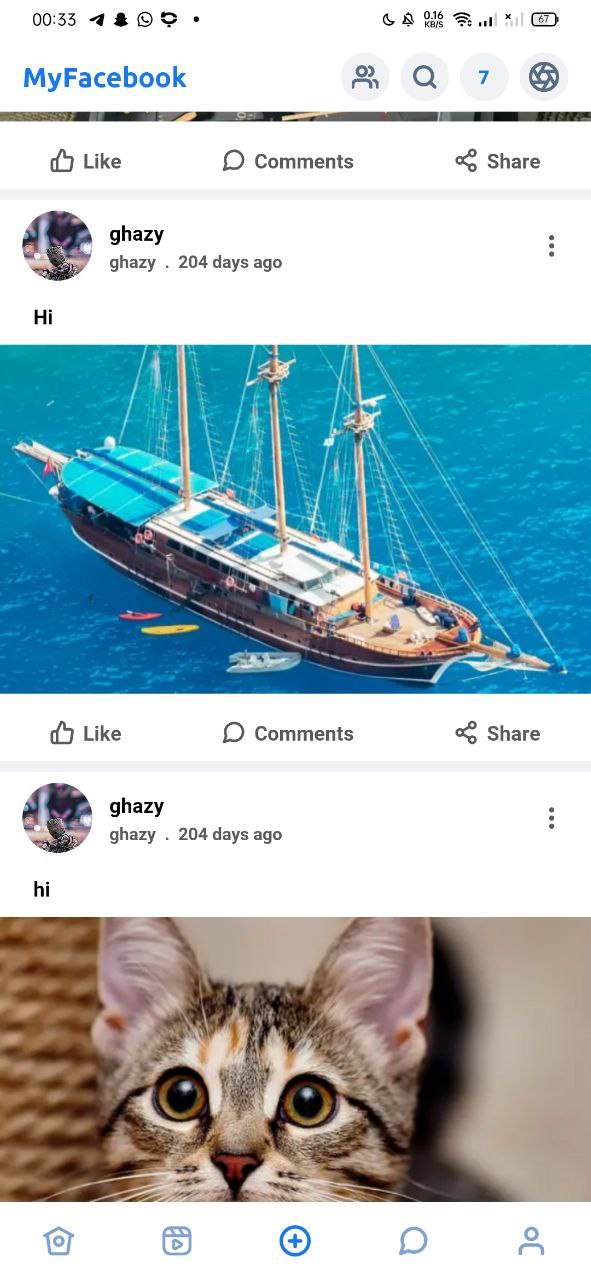 00:33
0.16
KB/S
67
MyFacebook
7
Like Comments Share
ghazy
ghazy . 204 days ago
Hi
Like Comments Share
ghazy
ghazy . 204 days ago
hi